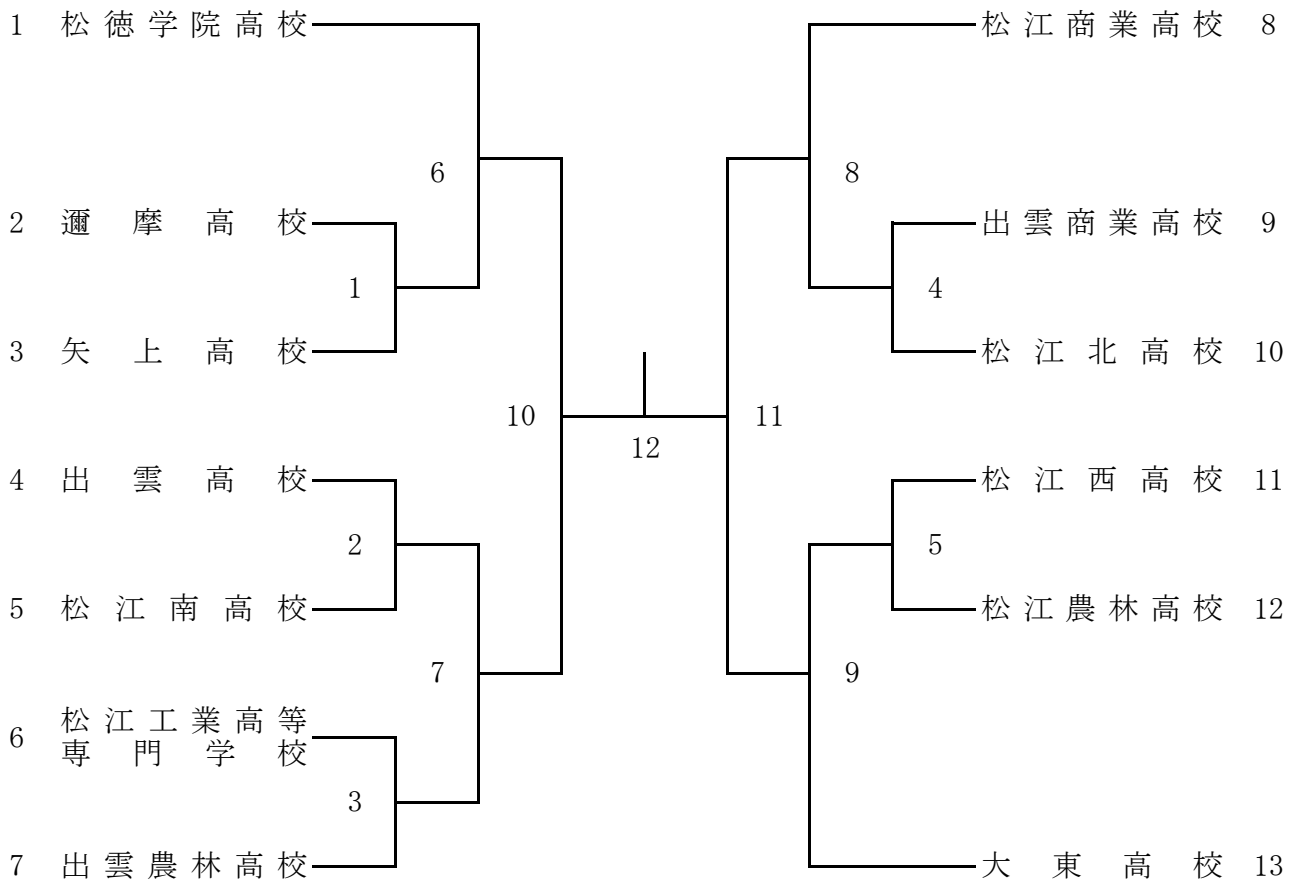 1 松徳学院高校
松江商業高校 8
6
8
2 邇摩高校
出雲商業高校 9
1
4
3 矢上高校
松江北高校 10
10
11
12
4 出雲高校
松江西高校 11
2
5
5 松江南高校
松江農林高校 12
7
9
6 松江工業高等
専門学校
3
7 出雲農林高校
大東高校 13